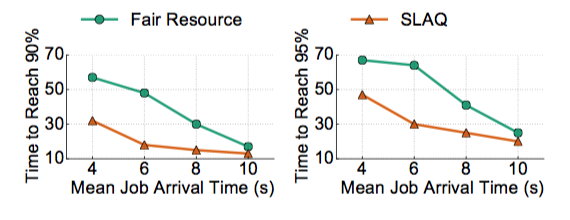 Fair Resource SLAQ
Time to Reach 90%
70
50
30
10
4 6 8 10
Mean Job Arrival Time (s)
Time to Reach 95%
70
50
30
10
4 6 8 10
Mean Job Arrival Time (s)